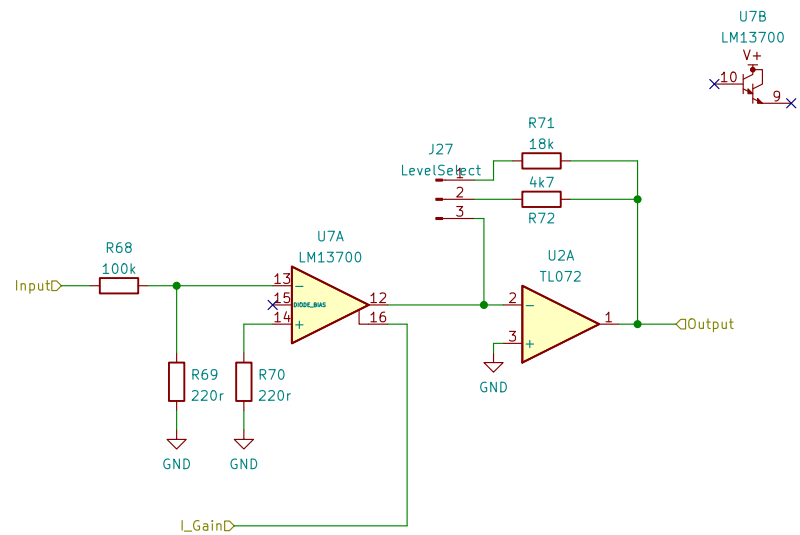 U7B
LM13700
V+
10
9
R71
18k
J27
LevelSelect
1
4k7
2
R72
3
U7A
LM13700
R68
100k
U2A
TL072
Input
13
−
15
DIODE_BIAS
12
14
+
16
2
−
1
Output
3
+
GND
R69
220r
R70
220r
GND
GND
I_Gain